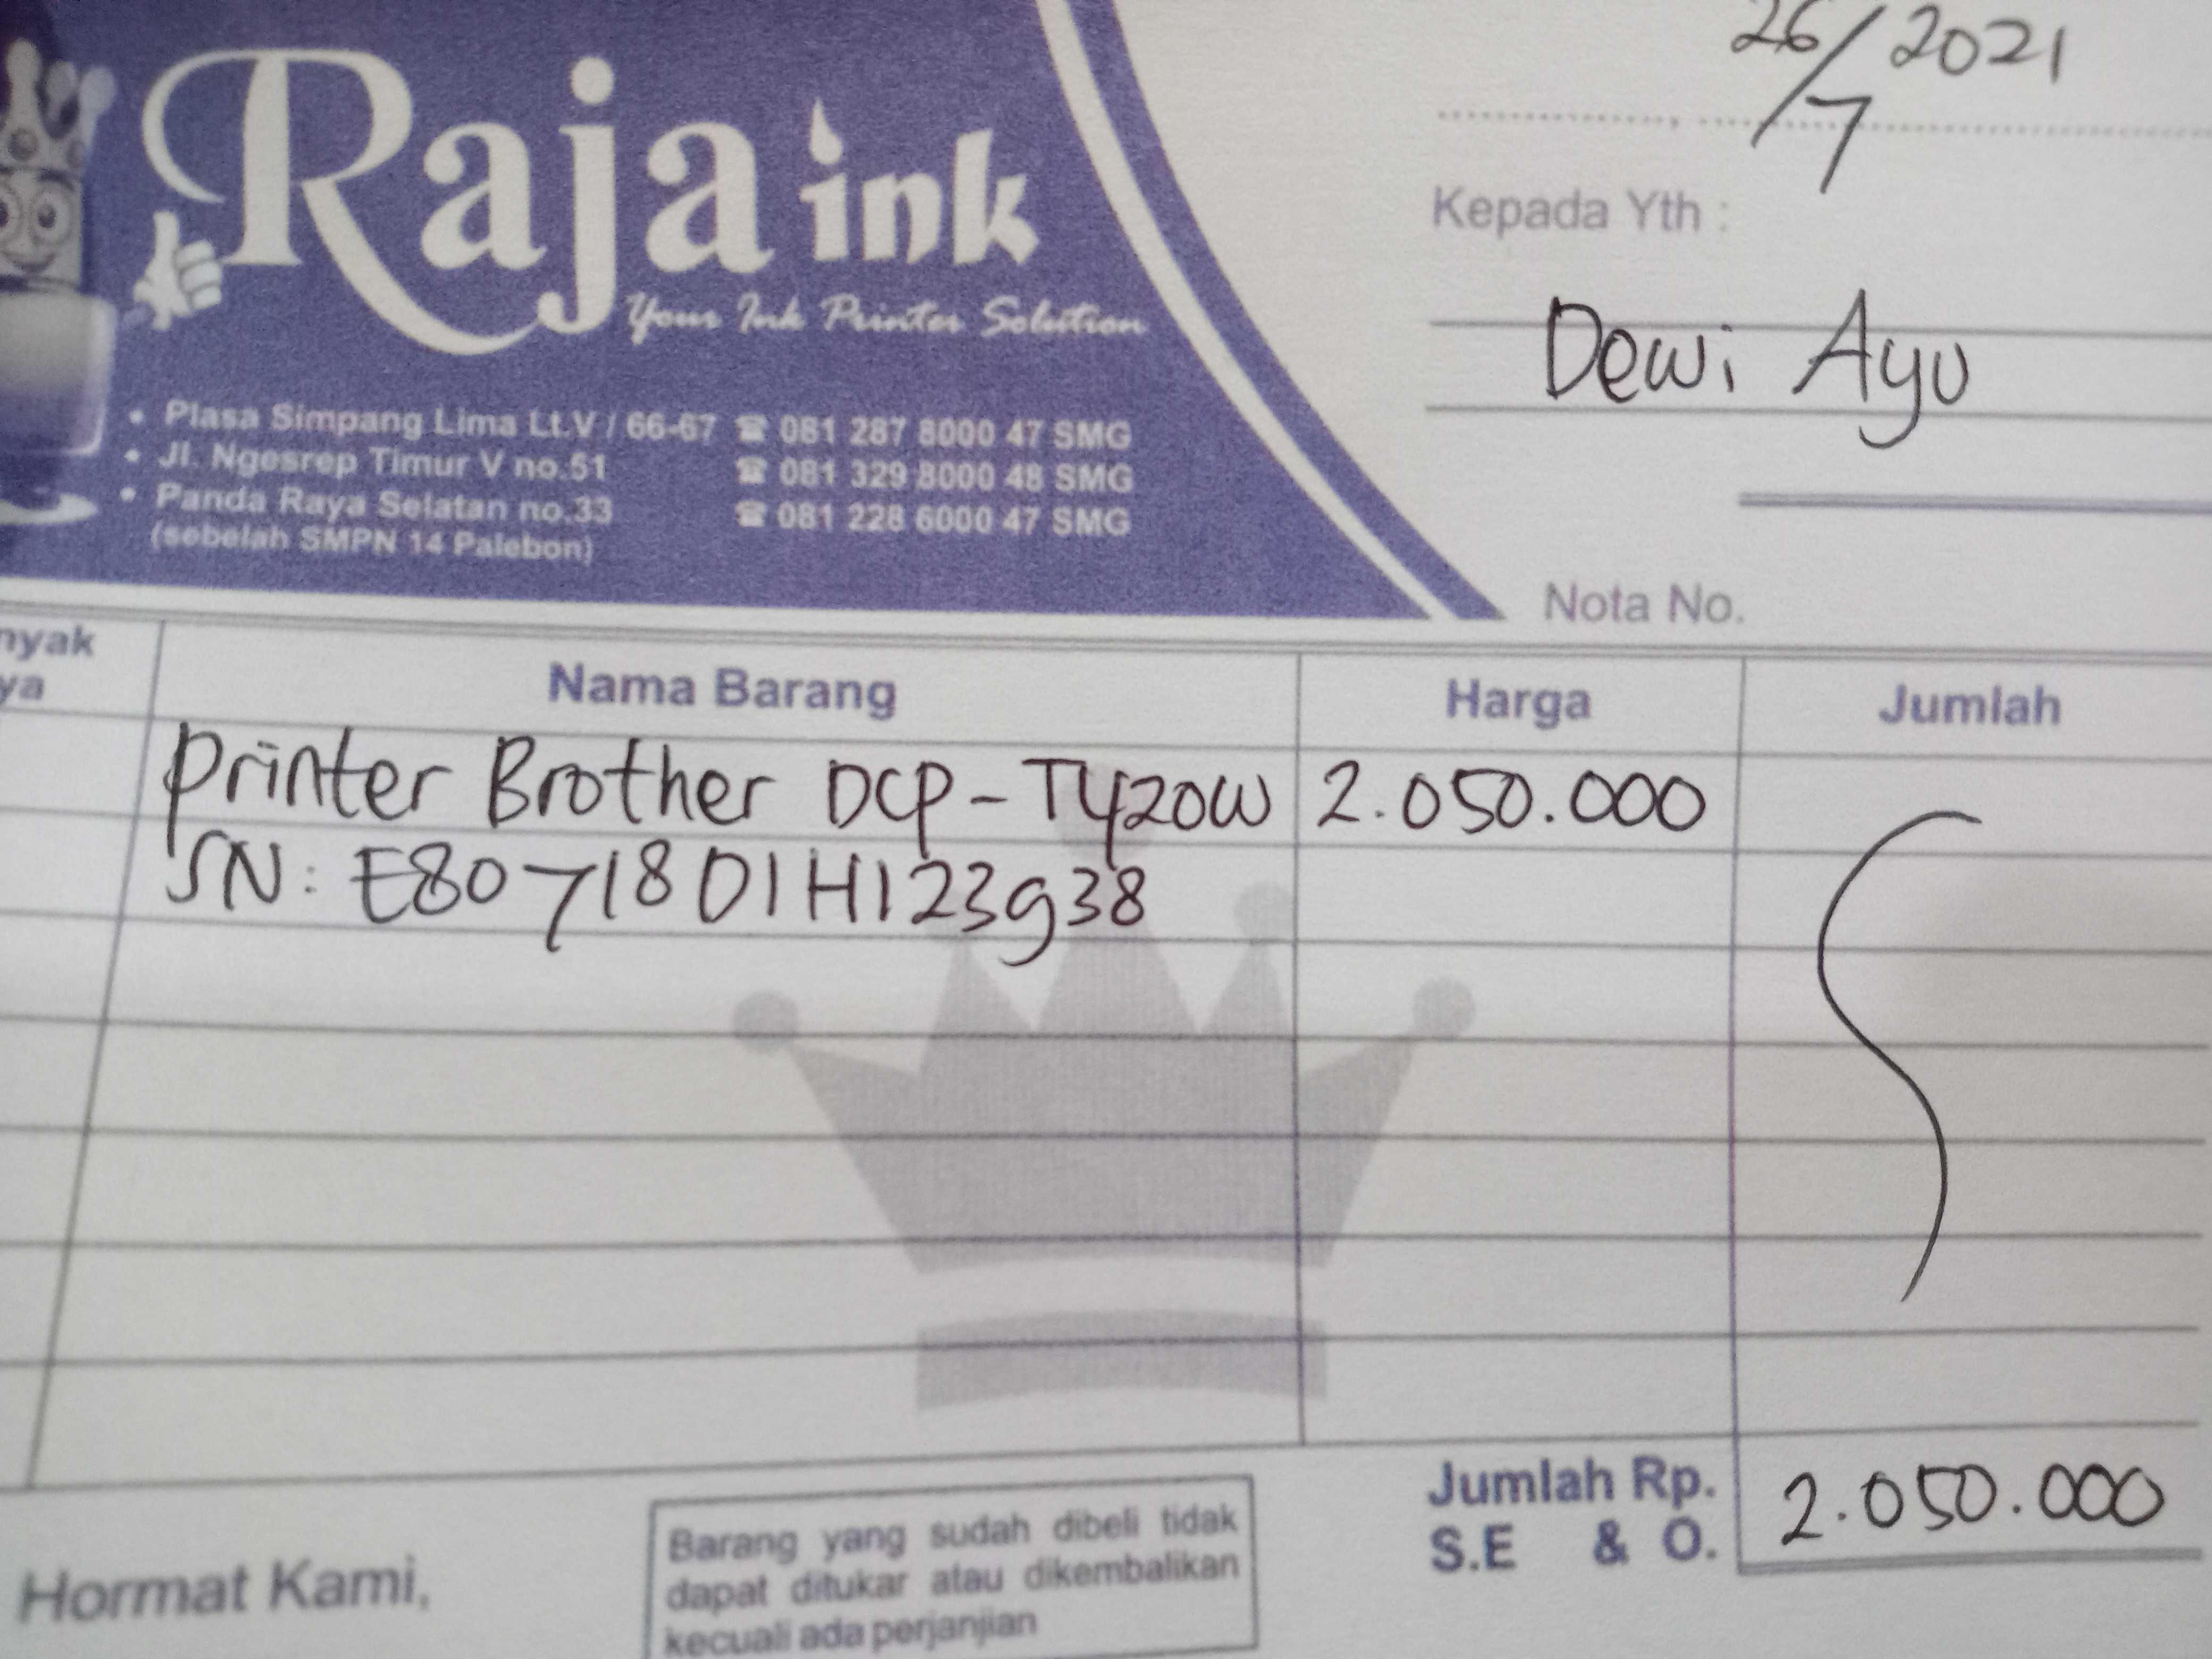 26/7 2021
Raja ink
Your Ink Printer Solution
Kepada Yth :
Dewi Ayu
• Plasa Simpang Lima Lt.V / 66-67 ☎ 081 287 8000 47 SMG
• Jl. Ngesrep Timur V no.51 ☎ 081 329 8000 48 SMG
• Panda Raya Selatan no.33 ☎ 081 228 6000 47 SMG
(sebelah SMPN 14 Palebon)
Nota No.
nyak
ya
Nama Barang Harga Jumlah
Printer Brother DCP-T420W 2.050.000
SN: E80718D1H123938
Jumlah Rp. 2.050.000
S.E & O.
Hormat Kami,
Barang yang sudah dibeli tidak
dapat ditukar atau dikembalikan
kecuali ada perjanjian